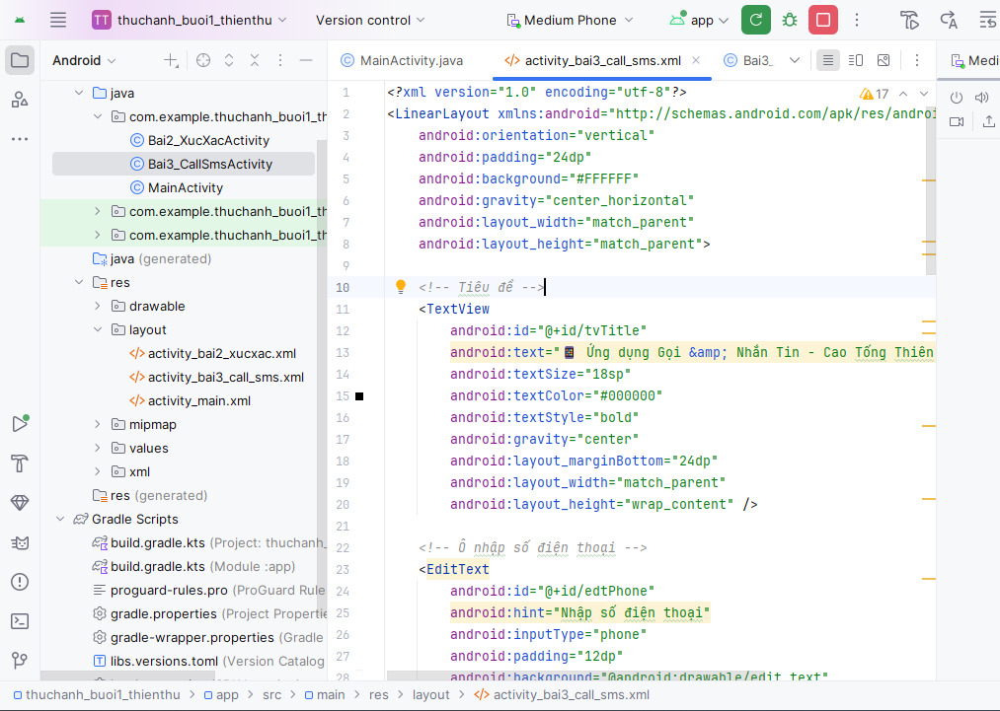 TT thuchanh_buoi1_thienthu Version control Medium Phone app
Android
MainActivity.java activity_bai3_call_sms.xml Bai3_ Medi
java
com.example.thuchanh_buoi1_th
Bai2_XucXacActivity
Bai3_CallSmsActivity
MainActivity
com.example.thuchanh_buoi1_th
com.example.thuchanh_buoi1_th
java (generated)
res
drawable
layout
activity_bai2_xucxac.xml
activity_bai3_call_sms.xml
activity_main.xml
mipmap
values
xml
res (generated)
Gradle Scripts
build.gradle.kts (Project: thuchanh_
build.gradle.kts (Module :app)
proguard-rules.pro (ProGuard Rule
gradle.properties (Project Propertie
gradle-wrapper.properties (Gradle
libs.versions.toml (Version Catalog
17
1 <?xml version="1.0" encoding="utf-8"?>
2 <LinearLayout xmlns:android="http://schemas.android.com/apk/res/androi
3 android:orientation="vertical"
4 android:padding="24dp"
5 android:background="#FFFFFF"
6 android:gravity="center_horizontal"
7 android:layout_width="match_parent"
8 android:layout_height="match_parent">
9
10 <!-- Tiêu đề -->
11 <TextView
12 android:id="@+id/tvTitle"
13 android:text="📱 Ứng dụng Gọi &amp; Nhắn Tin - Cao Tống Thiên
14 android:textSize="18sp"
15 android:textColor="#000000"
16 android:textStyle="bold"
17 android:gravity="center"
18 android:layout_marginBottom="24dp"
19 android:layout_width="match_parent"
20 android:layout_height="wrap_content" />
21
22 <!-- Ô nhập số điện thoại -->
23 <EditText
24 android:id="@+id/edtPhone"
25 android:hint="Nhập số điện thoại"
26 android:inputType="phone"
27 android:padding="12dp"
28 android:background="@android:drawable/edit_text"
thuchanh_buoi1_thienthu > app > src > main > res > layout > activity_bai3_call_sms.xml